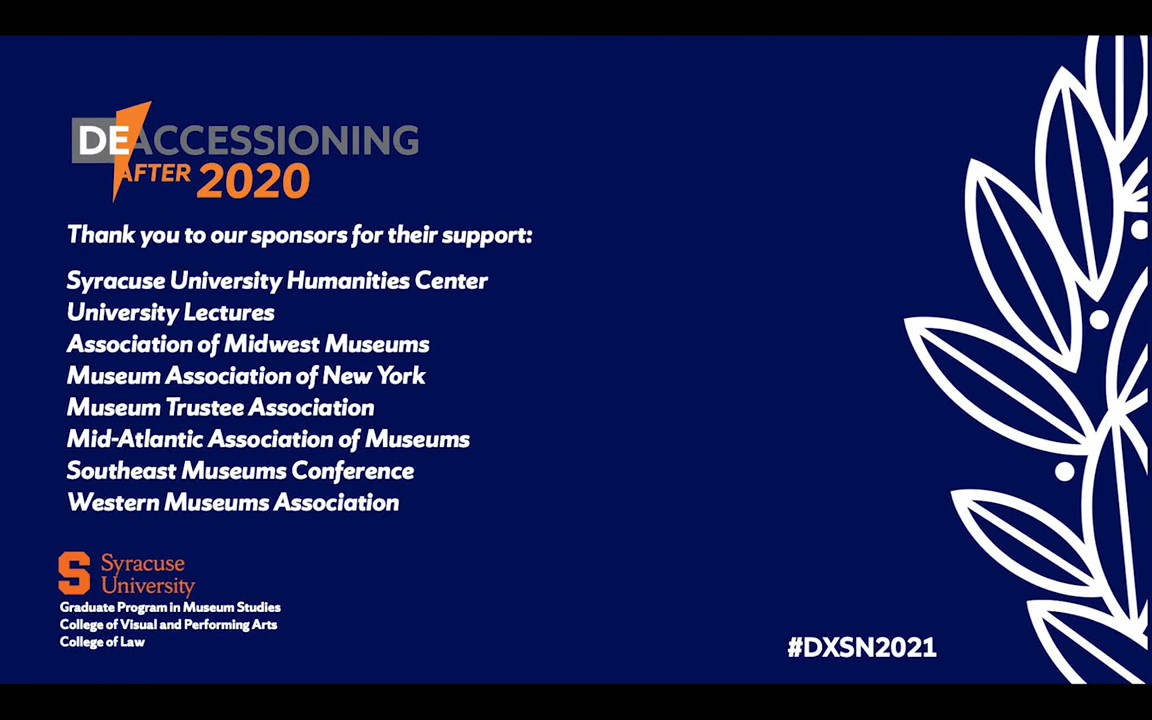 DEACCESSIONING
AFTER 2020
Thank you to our sponsors for their support:
Syracuse University Humanities Center
University Lectures
Association of Midwest Museums
Museum Association of New York
Museum Trustee Association
Mid-Atlantic Association of Museums
Southeast Museums Conference
Western Museums Association
S Syracuse
University
Graduate Program in Museum Studies
College of Visual and Performing Arts
College of Law
#DXSN2021